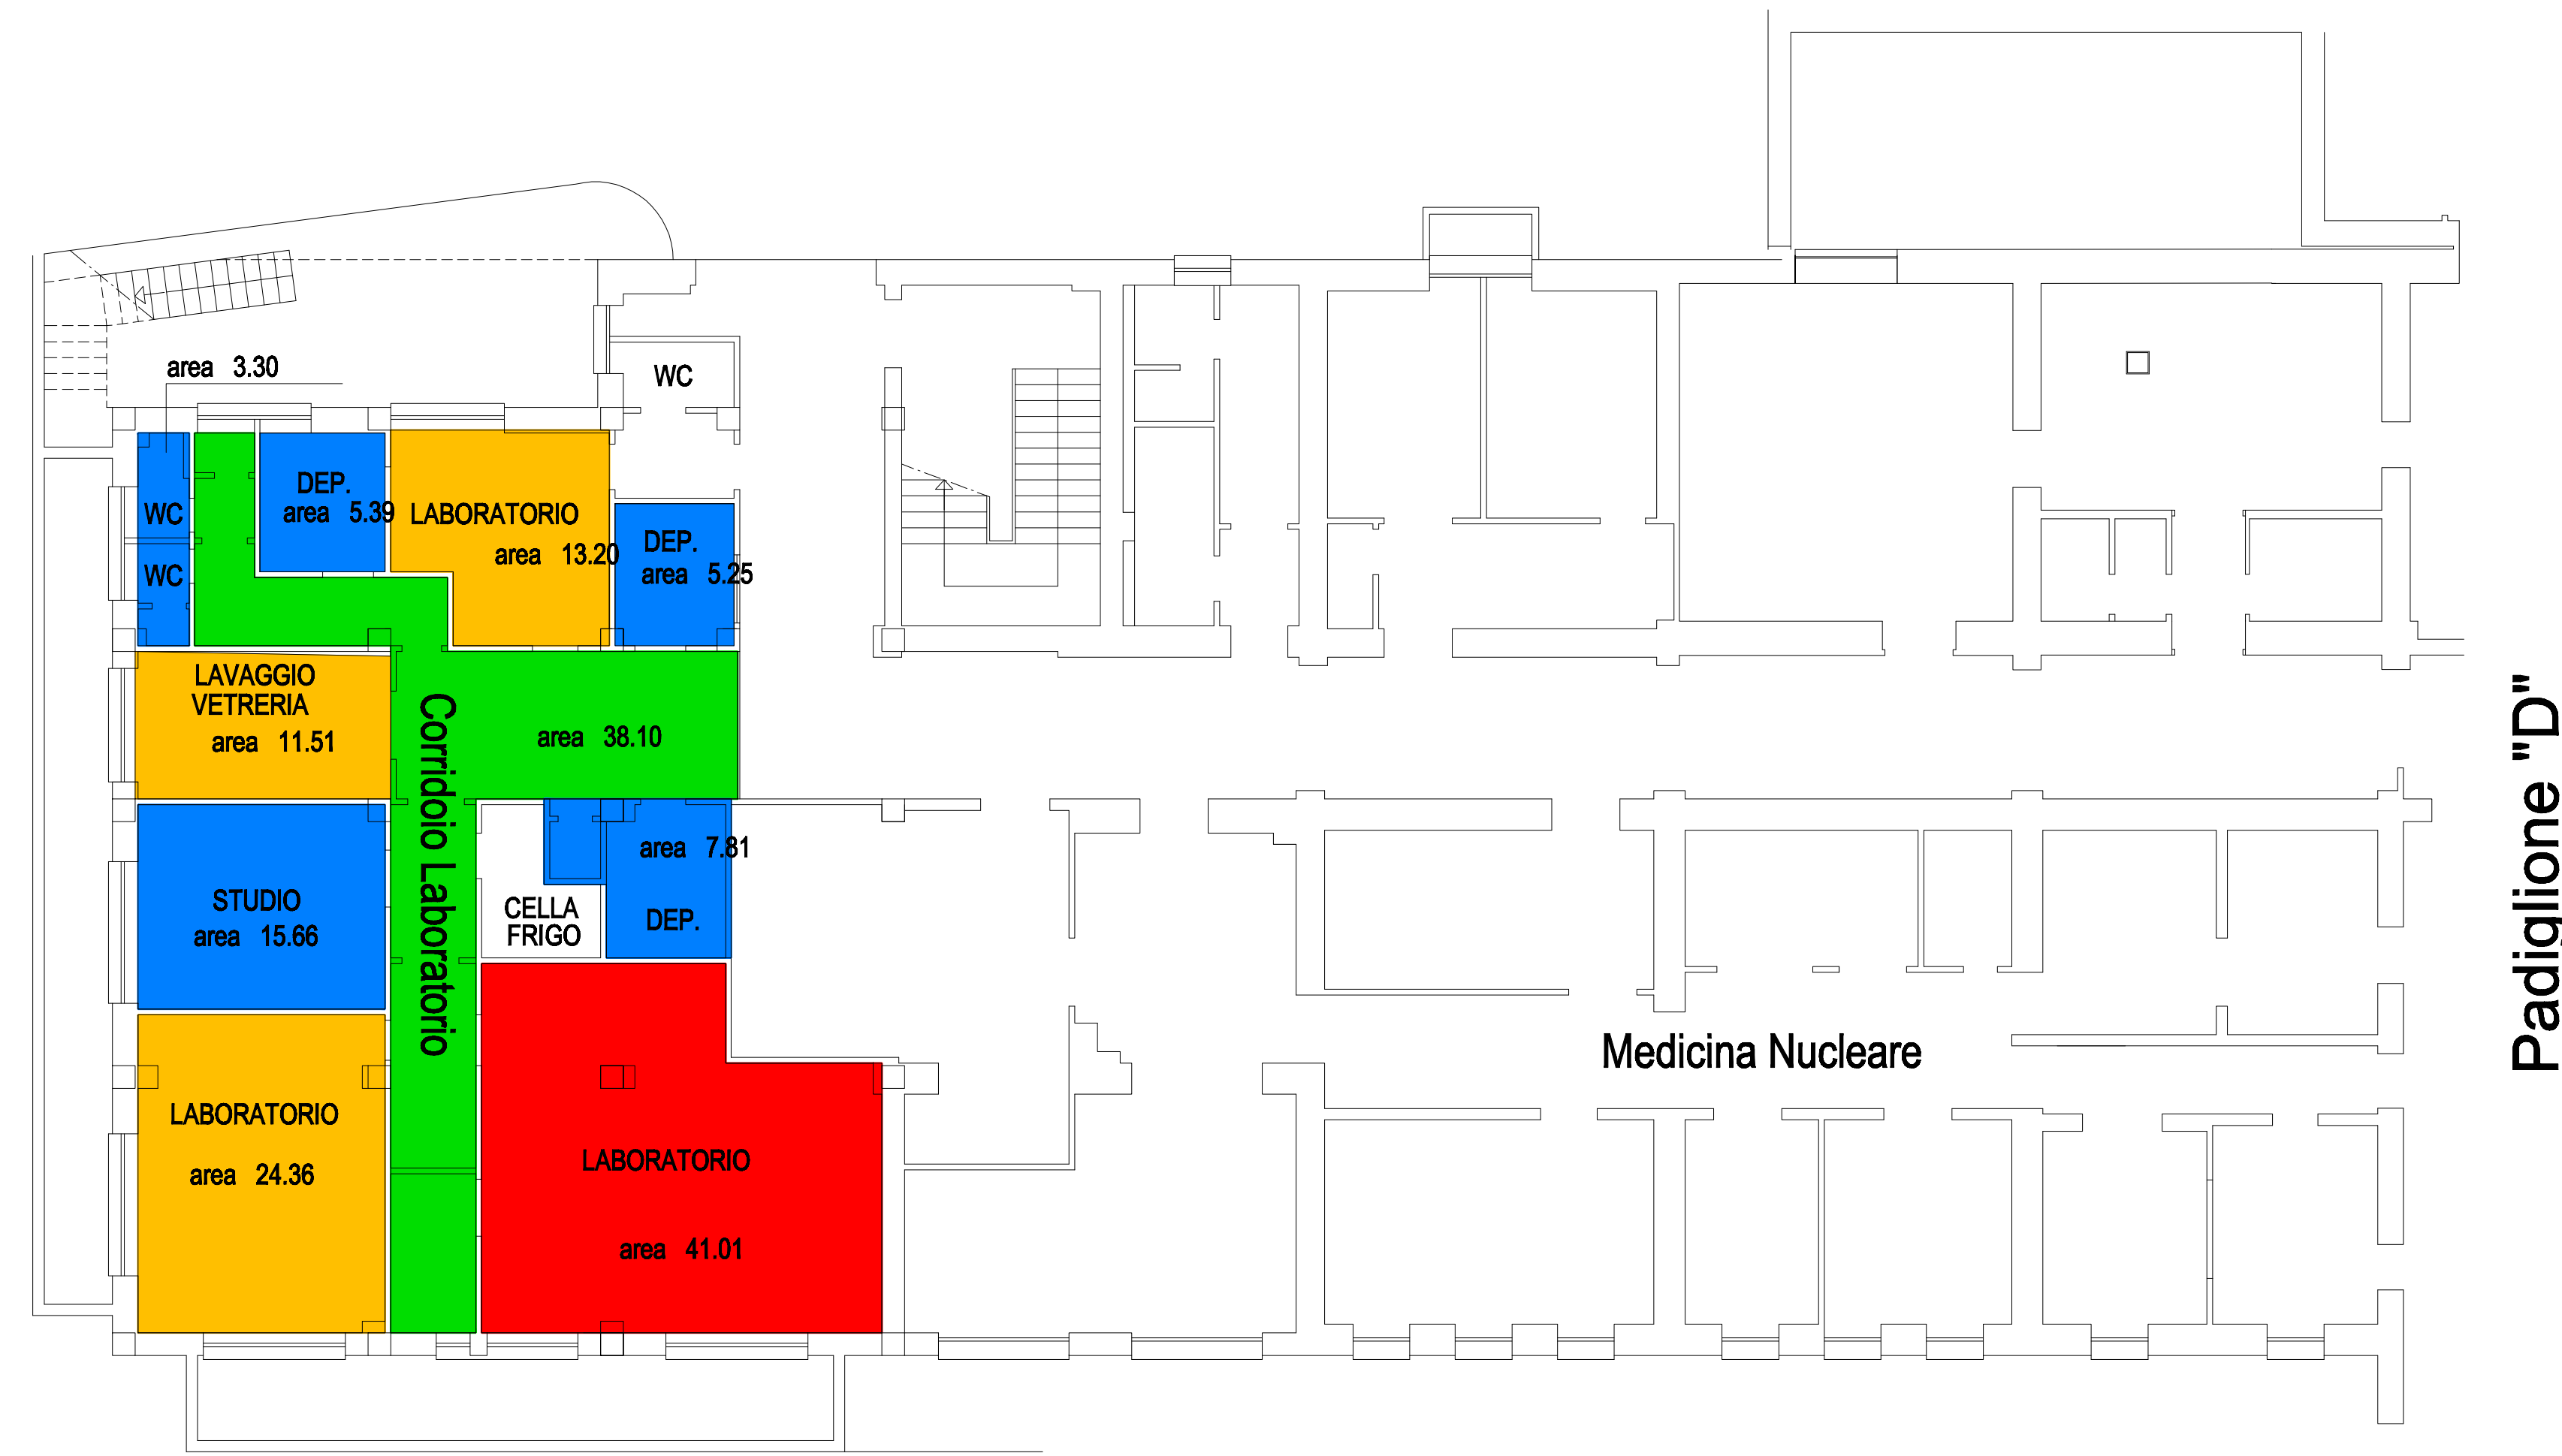 area 3.30
WC
DEP.
area 5.39
WC
LABORATORIO
area 13.20
DEP.
area 5.25
WC
LAVAGGIO
VETRERIA
area 11.51
area 38.10
Corridoio Laboratorio
STUDIO
area 15.66
CELLA
FRIGO
area 7.81
DEP.
LABORATORIO
area 24.36
LABORATORIO
area 41.01
Medicina Nucleare
Padiglione "D"